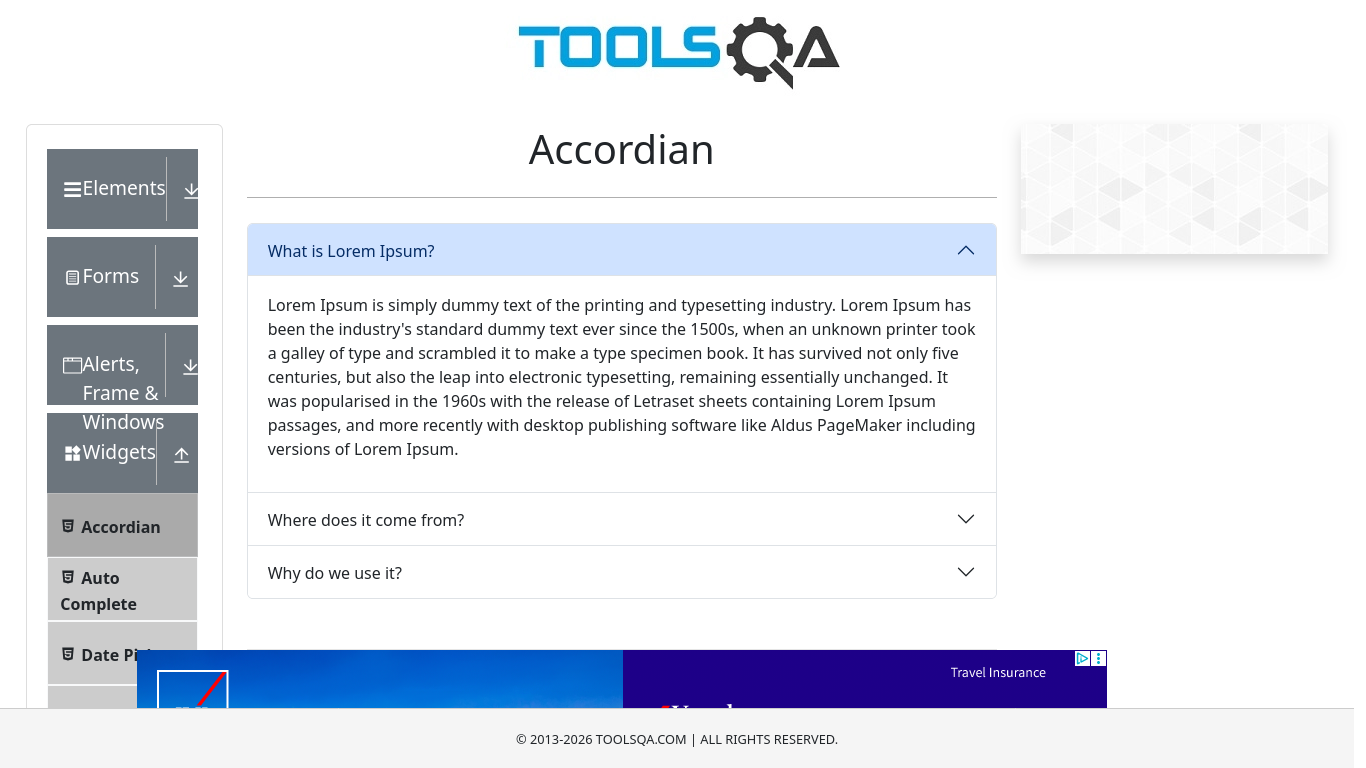 TOOLSQA
Elements
Forms
Alerts,
Frame &
Windows
Widgets
Accordian
Auto
Complete
Accordian
What is Lorem Ipsum?
Lorem Ipsum is simply dummy text of the printing and typesetting industry. Lorem Ipsum has
been the industry's standard dummy text ever since the 1500s, when an unknown printer took
a galley of type and scrambled it to make a type specimen book. It has survived not only five
centuries, but also the leap into electronic typesetting, remaining essentially unchanged. It
was popularised in the 1960s with the release of Letraset sheets containing Lorem Ipsum
passages, and more recently with desktop publishing software like Aldus PageMaker including
versions of Lorem Ipsum.
Where does it come from?
Why do we use it?
Date
Travel Insurance
© 2013-2026 TOOLSQA.COM | ALL RIGHTS RESERVED.